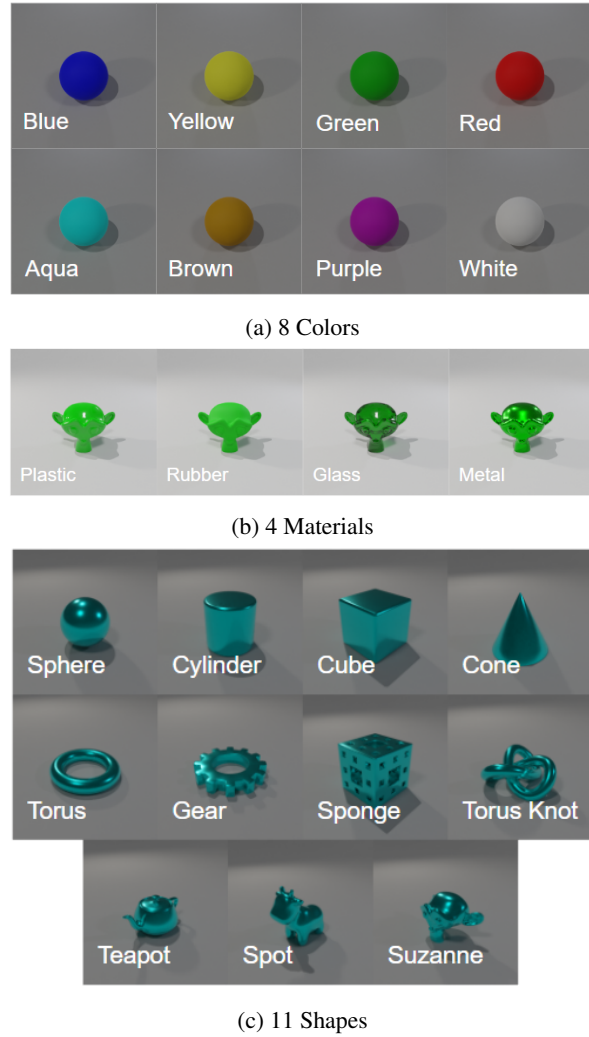 Blue Yellow Green Red
Aqua Brown Purple White
(a) 8 Colors
Plastic Rubber Glass Metal
(b) 4 Materials
Sphere Cylinder Cube Cone
Torus Gear Sponge Torus Knot
Teapot Spot Suzanne
(c) 11 Shapes